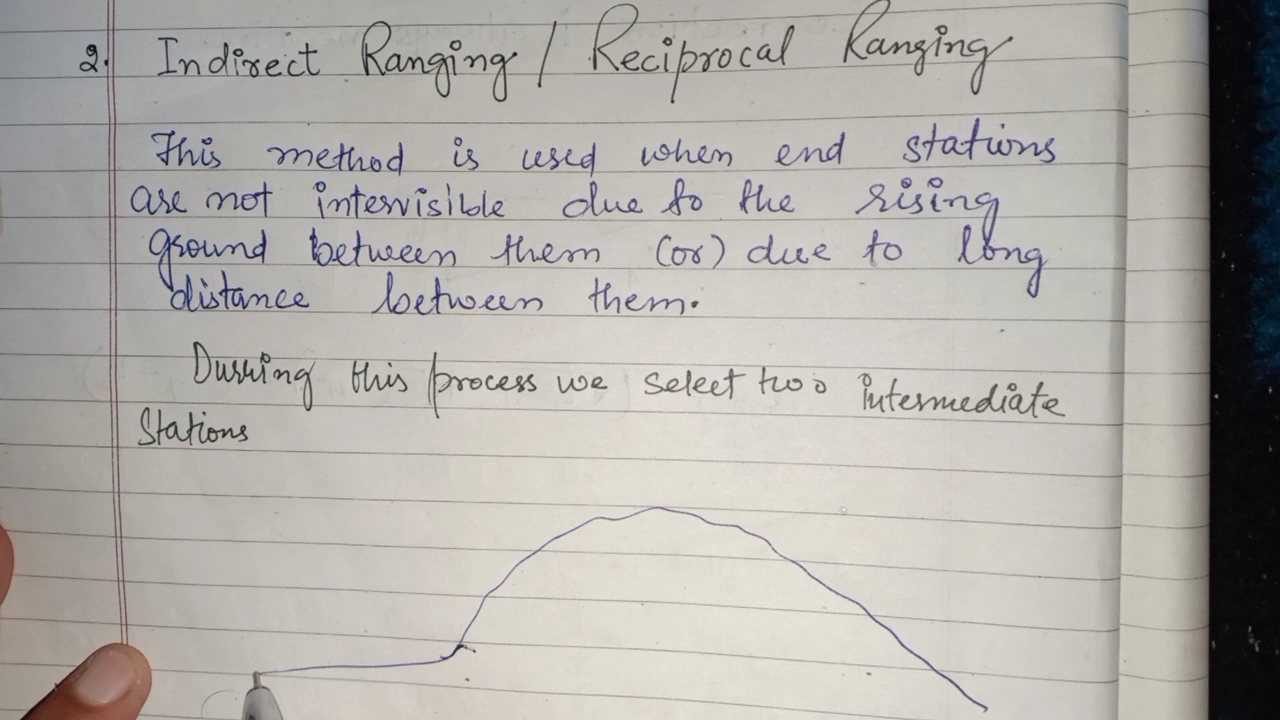 2. Indirect Ranging / Reciprocal Ranging
This method is used when end stations
are not intervisible due to the rising
ground between them (or) due to long
distance between them.
Durring this process we select two intermediate
Stations